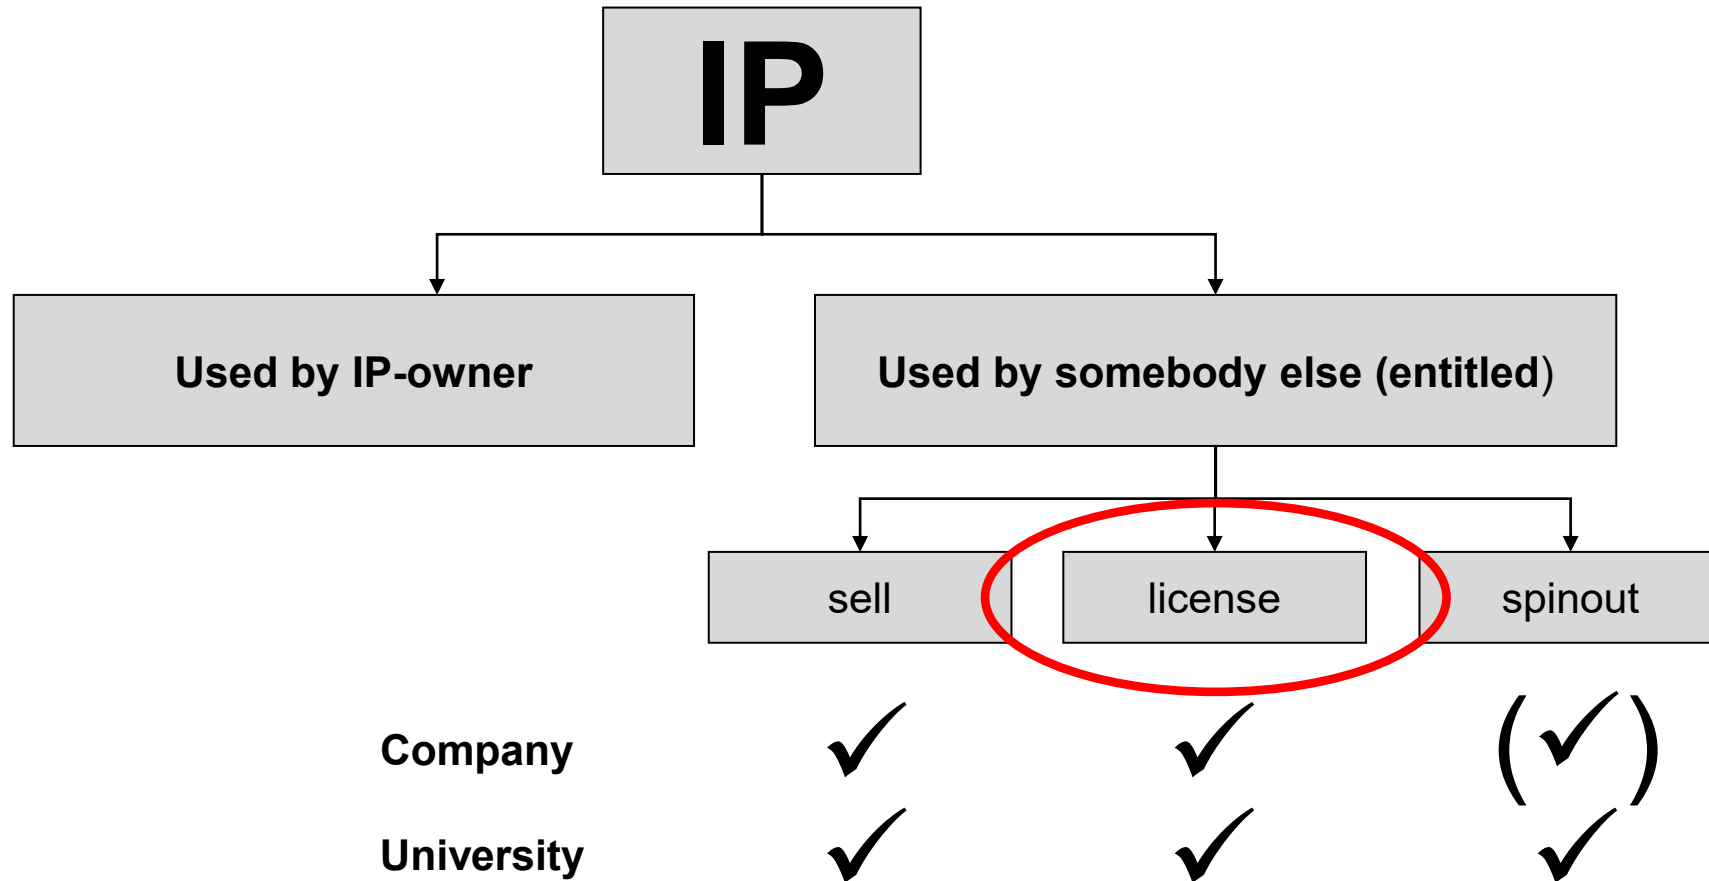 IP
Used by IP-owner
Used by somebody else (entitled)
sell
license
spinout
Company ✓ ✓ (✓)
University ✓ ✓ ✓